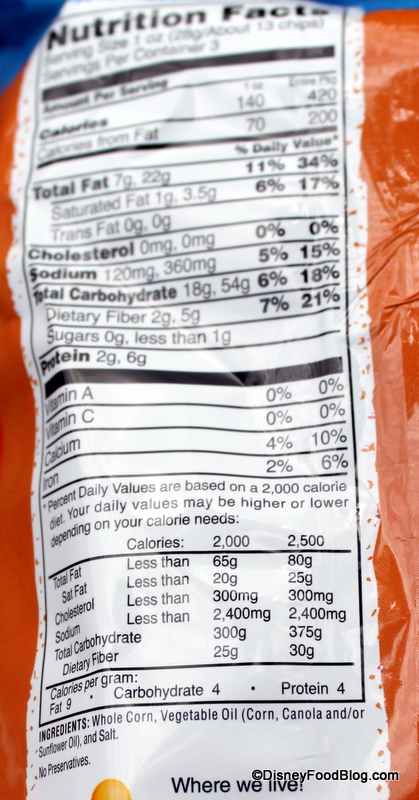 Nutrition Facts
Serving Size 1 oz (28g/About 13 chips)
Servings Per Container 3
Amount Per Serving 1 oz Entire Pkg
Calories 140 420
Calories from Fat 70 200
% Daily Value*
Total Fat 7g, 22g 11% 34%
Saturated Fat 1g, 3.5g 6% 17%
Trans Fat 0g, 0g
Cholesterol 0mg, 0mg 0% 0%
Sodium 120mg, 360mg 5% 15%
Total Carbohydrate 18g, 54g 6% 18%
Dietary Fiber 2g, 5g 7% 21%
Sugars 0g, less than 1g
Protein 2g, 6g
Vitamin A 0% 0%
Vitamin C 0% 0%
Calcium 4% 10%
Iron 2% 6%
* Percent Daily Values are based on a 2,000 calorie
diet. Your daily values may be higher or lower
depending on your calorie needs:
Calories: 2,000 2,500
Total Fat Less than 65g 80g
Sat Fat Less than 20g 25g
Cholesterol Less than 300mg 300mg
Sodium Less than 2,400mg 2,400mg
Total Carbohydrate 300g 375g
Dietary Fiber 25g 30g
Calories per gram:
Fat 9 • Carbohydrate 4 • Protein 4
INGREDIENTS: Whole Corn, Vegetable Oil (Corn, Canola and/or
Sunflower Oil), and Salt.
No Preservatives.
Where we live!
©DisneyFoodBlog.com